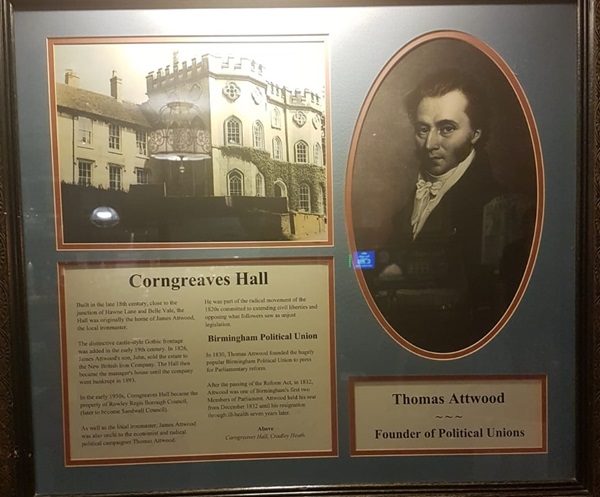 Corngreaves Hall
Built in the late 18th century, close to the
junction of Hawne Lane and Belle Vale, the
Hall was originally the home of James Attwood,
the local ironmaster.
The distinctive castle-style Gothic frontage
was added in the early 19th century. In 1826,
James Attwood's son, John, sold the estate to
the New British Iron Company. The Hall then
became the manager's house until the company
went bankrupt in 1893.
In the early 1950s, Corngreaves Hall became the
property of Rowley Regis Borough Council,
(later to become Sandwell Council).
As well as the local ironmaster, James Attwood
was also uncle to the economist and radical
political campaigner Thomas Attwood.
He was part of the radical movement of the
1820s committed to extending civil liberties and
opposing what followers saw as unjust
legislation.
Birmingham Political Union
In 1830, Thomas Attwood founded the hugely
popular Birmingham Political Union to press
for Parliamentary reform.
After the passing of the Reform Act, in 1832,
Attwood was one of Birmingham's first two
Members of Parliament. Attwood held his seat
from December 1832 until his resignation
through ill-health seven years later.
Above
Corngreaves Hall, Cradley Heath.
Thomas Attwood
~~~
Founder of Political Unions